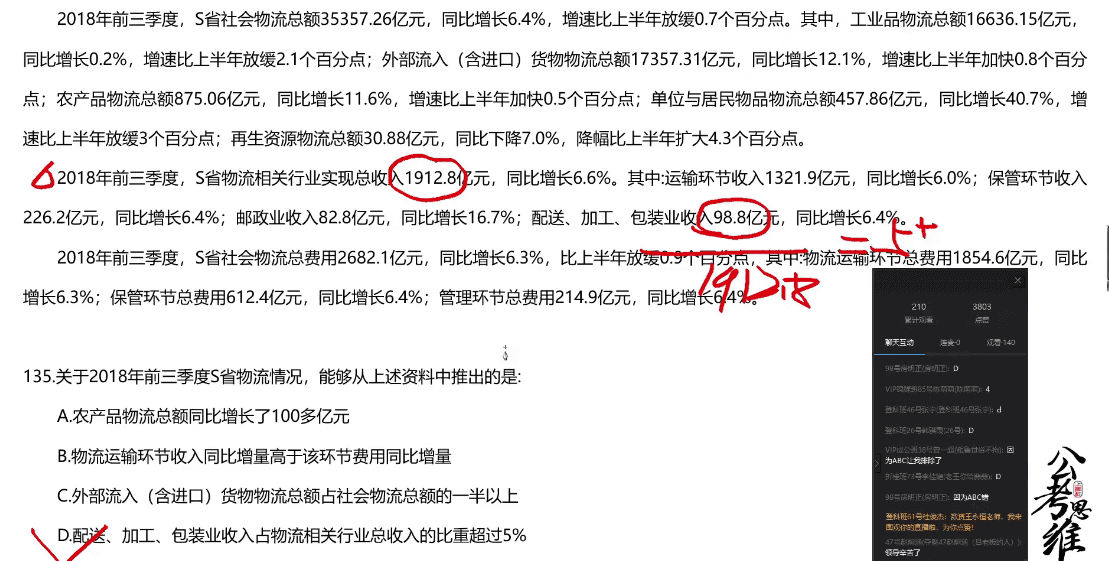 2018年前三季度，S省社会物流总额35357.26亿元，同比增长6.4%，增速比上半年放缓0.7个百分点。其中，工业品物流总额16636.15亿元，
同比增长0.2%，增速比上半年放缓2.1个百分点；外部流入（含进口）货物物流总额17357.31亿元，同比增长12.1%，增速比上半年加快0.8个百分
点；农产品物流总额875.06亿元，同比增长11.6%，增速比上半年加快0.5个百分点；单位与居民物品物流总额457.86亿元，同比增长40.7%，增
速比上半年放缓3个百分点；再生资源物流总额30.88亿元，同比下降7.0%，降幅比上半年扩大4.3个百分点。
2018年前三季度，S省物流相关行业实现总收入1912.8亿元，同比增长6.6%。其中:运输环节收入1321.9亿元，同比增长6.0%；保管环节收入
226.2亿元，同比增长6.4%；邮政业收入82.8亿元，同比增长16.7%；配送、加工、包装业收入98.8亿元，同比增长6.4%。
2018年前三季度，S省社会物流总费用2682.1亿元，同比增长6.3%，比上半年放缓0.9个百分点，其中:物流运输环节总费用1854.6亿元，同比
增长6.3%；保管环节总费用612.4亿元，同比增长6.4%；管理环节总费用214.9亿元，同比增长6.4%。
1912.8
135.关于2018年前三季度S省物流情况，能够从上述资料中推出的是:
A.农产品物流总额同比增长了100多亿元
B.物流运输环节收入同比增量高于该环节费用同比增量
C.外部流入（含进口）货物物流总额占社会物流总额的一半以上
D.配送、加工、包装业收入占物流相关行业总收入的比重超过5%
210 3803
累计观看 点赞
聊天互动 连麦·0 观看·140
D
4
d
D
因
为ABC让我排除了
D
因为ABC错
领导辛苦了
公考思维